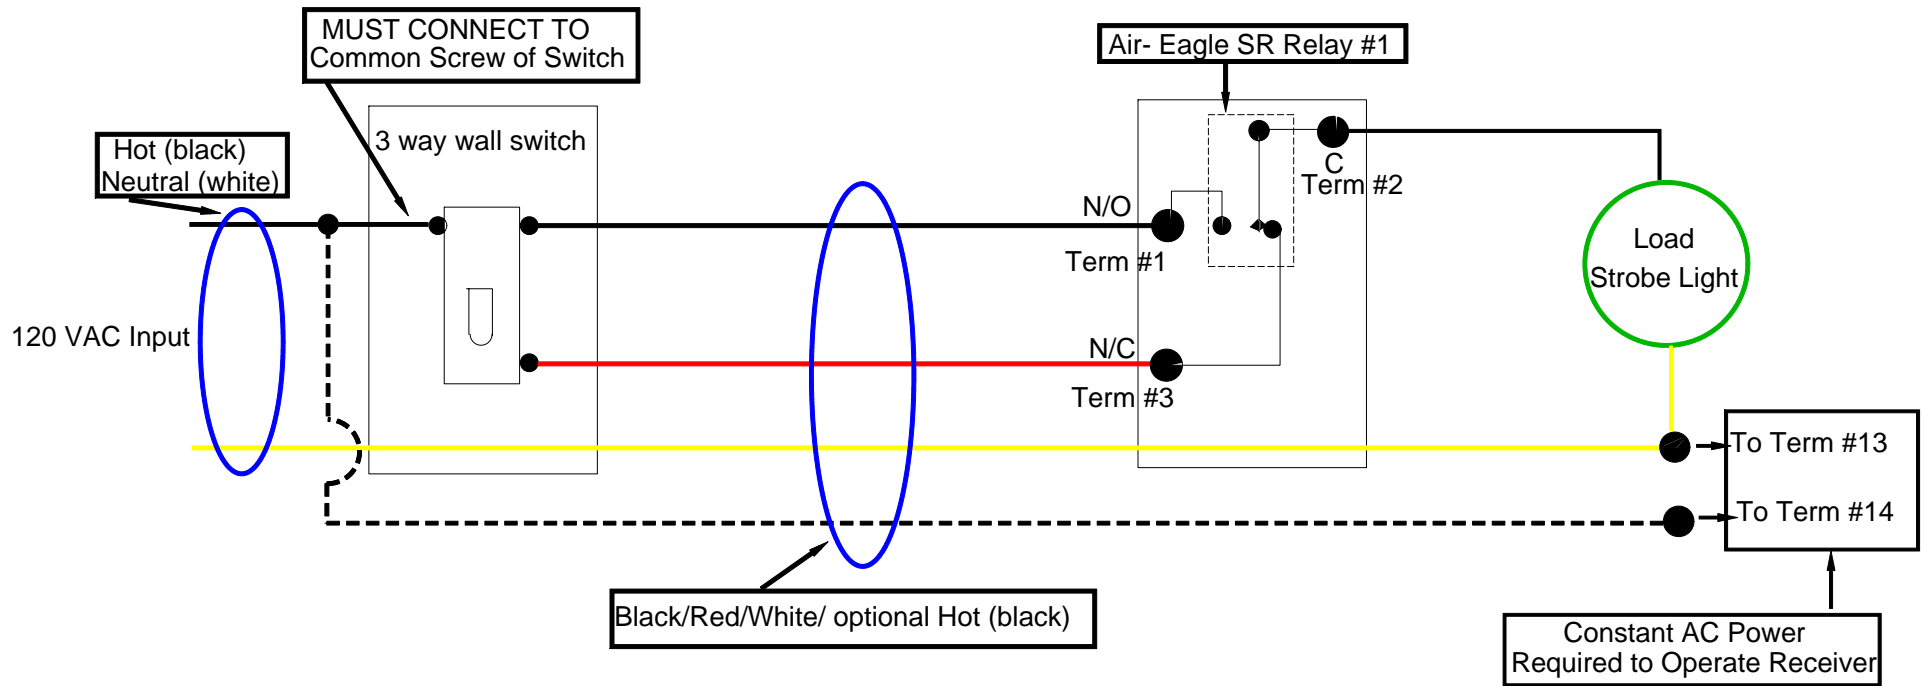 MUST CONNECT TO
Common Screw of Switch
Air- Eagle SR Relay #1
Hot (black)
Neutral (white)
3 way wall switch
C
Term #2
N/O
Term #1
Load
Strobe Light
120 VAC Input
N/C
Term #3
To Term #13
To Term #14
Black/Red/White/ optional Hot (black)
Constant AC Power
Required to Operate Receiver